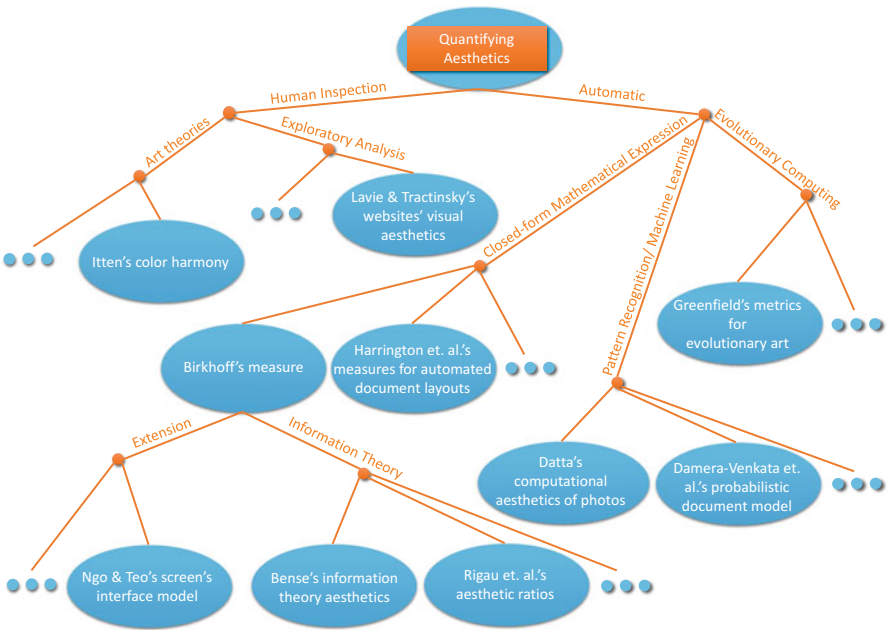 Quantifying
Aesthetics
Human Inspection
Automatic
Art theories
Exploratory Analysis
Closed-form Mathematical Expression
Pattern Recognition/ Machine Learning
Evolutionary Computing
Itten's color harmony
Lavie & Tractinsky's
websites' visual
aesthetics
Greenfield's metrics
for
evolutionary art
Birkhoff's measure
Harrington et. al.'s
measures for automated
document layouts
Extension
Information Theory
Datta's
computational
aesthetics of photos
Damera-Venkata et.
al.'s probabilistic
document model
Ngo & Teo's screen's
interface model
Bense's information
theory aesthetics
Rigau et. al.'s
aesthetic ratios